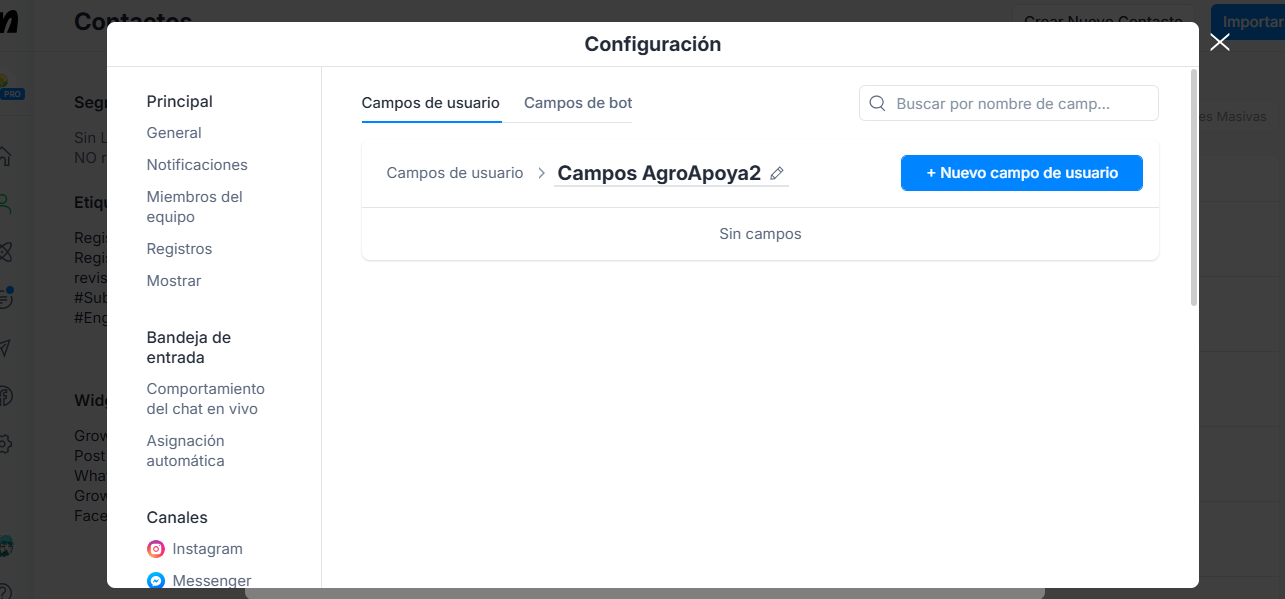 Contactos
Crear Nuevo Contacto
Importar
Configuración
PRO
Principal
General
Notificaciones
Miembros del
equipo
Registros
Mostrar
Bandeja de
entrada
Comportamiento
del chat en vivo
Asignación
automática
Canales
Instagram
Messenger
Campos de usuario
Campos de bot
Buscar por nombre de camp...
Campos de usuario > Campos AgroApoya2
+ Nuevo campo de usuario
Sin campos
Sin L
NO r
Regi
Regi
revis
#Sub
#Eng
Grow
Post
Wha
Grow
Face
es Masivas